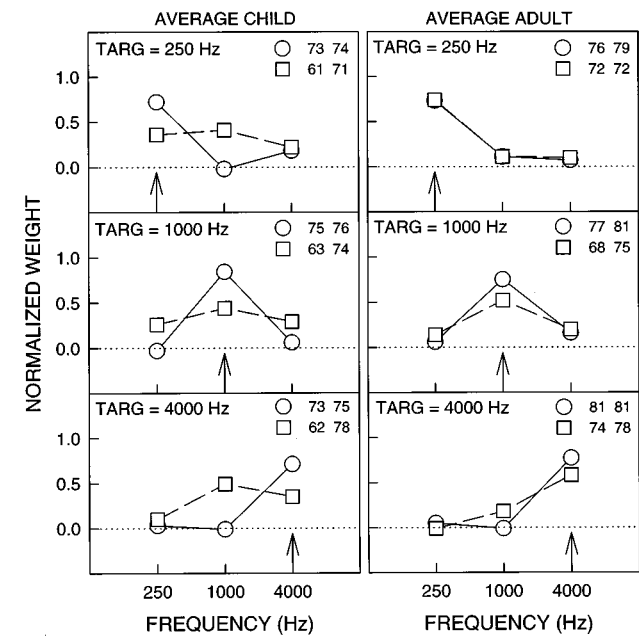 AVERAGE CHILD
AVERAGE ADULT
TARG = 250 Hz
73 74
61 71
TARG = 250 Hz
76 79
72 72
1.0
0.5
0.0
TARG = 1000 Hz
75 76
63 74
TARG = 1000 Hz
77 81
68 75
1.0
0.5
0.0
TARG = 4000 Hz
73 75
62 78
TARG = 4000 Hz
81 81
74 78
1.0
0.5
0.0
NORMALIZED WEIGHT
250 1000 4000
250 1000 4000
FREQUENCY (Hz)
FREQUENCY (Hz)